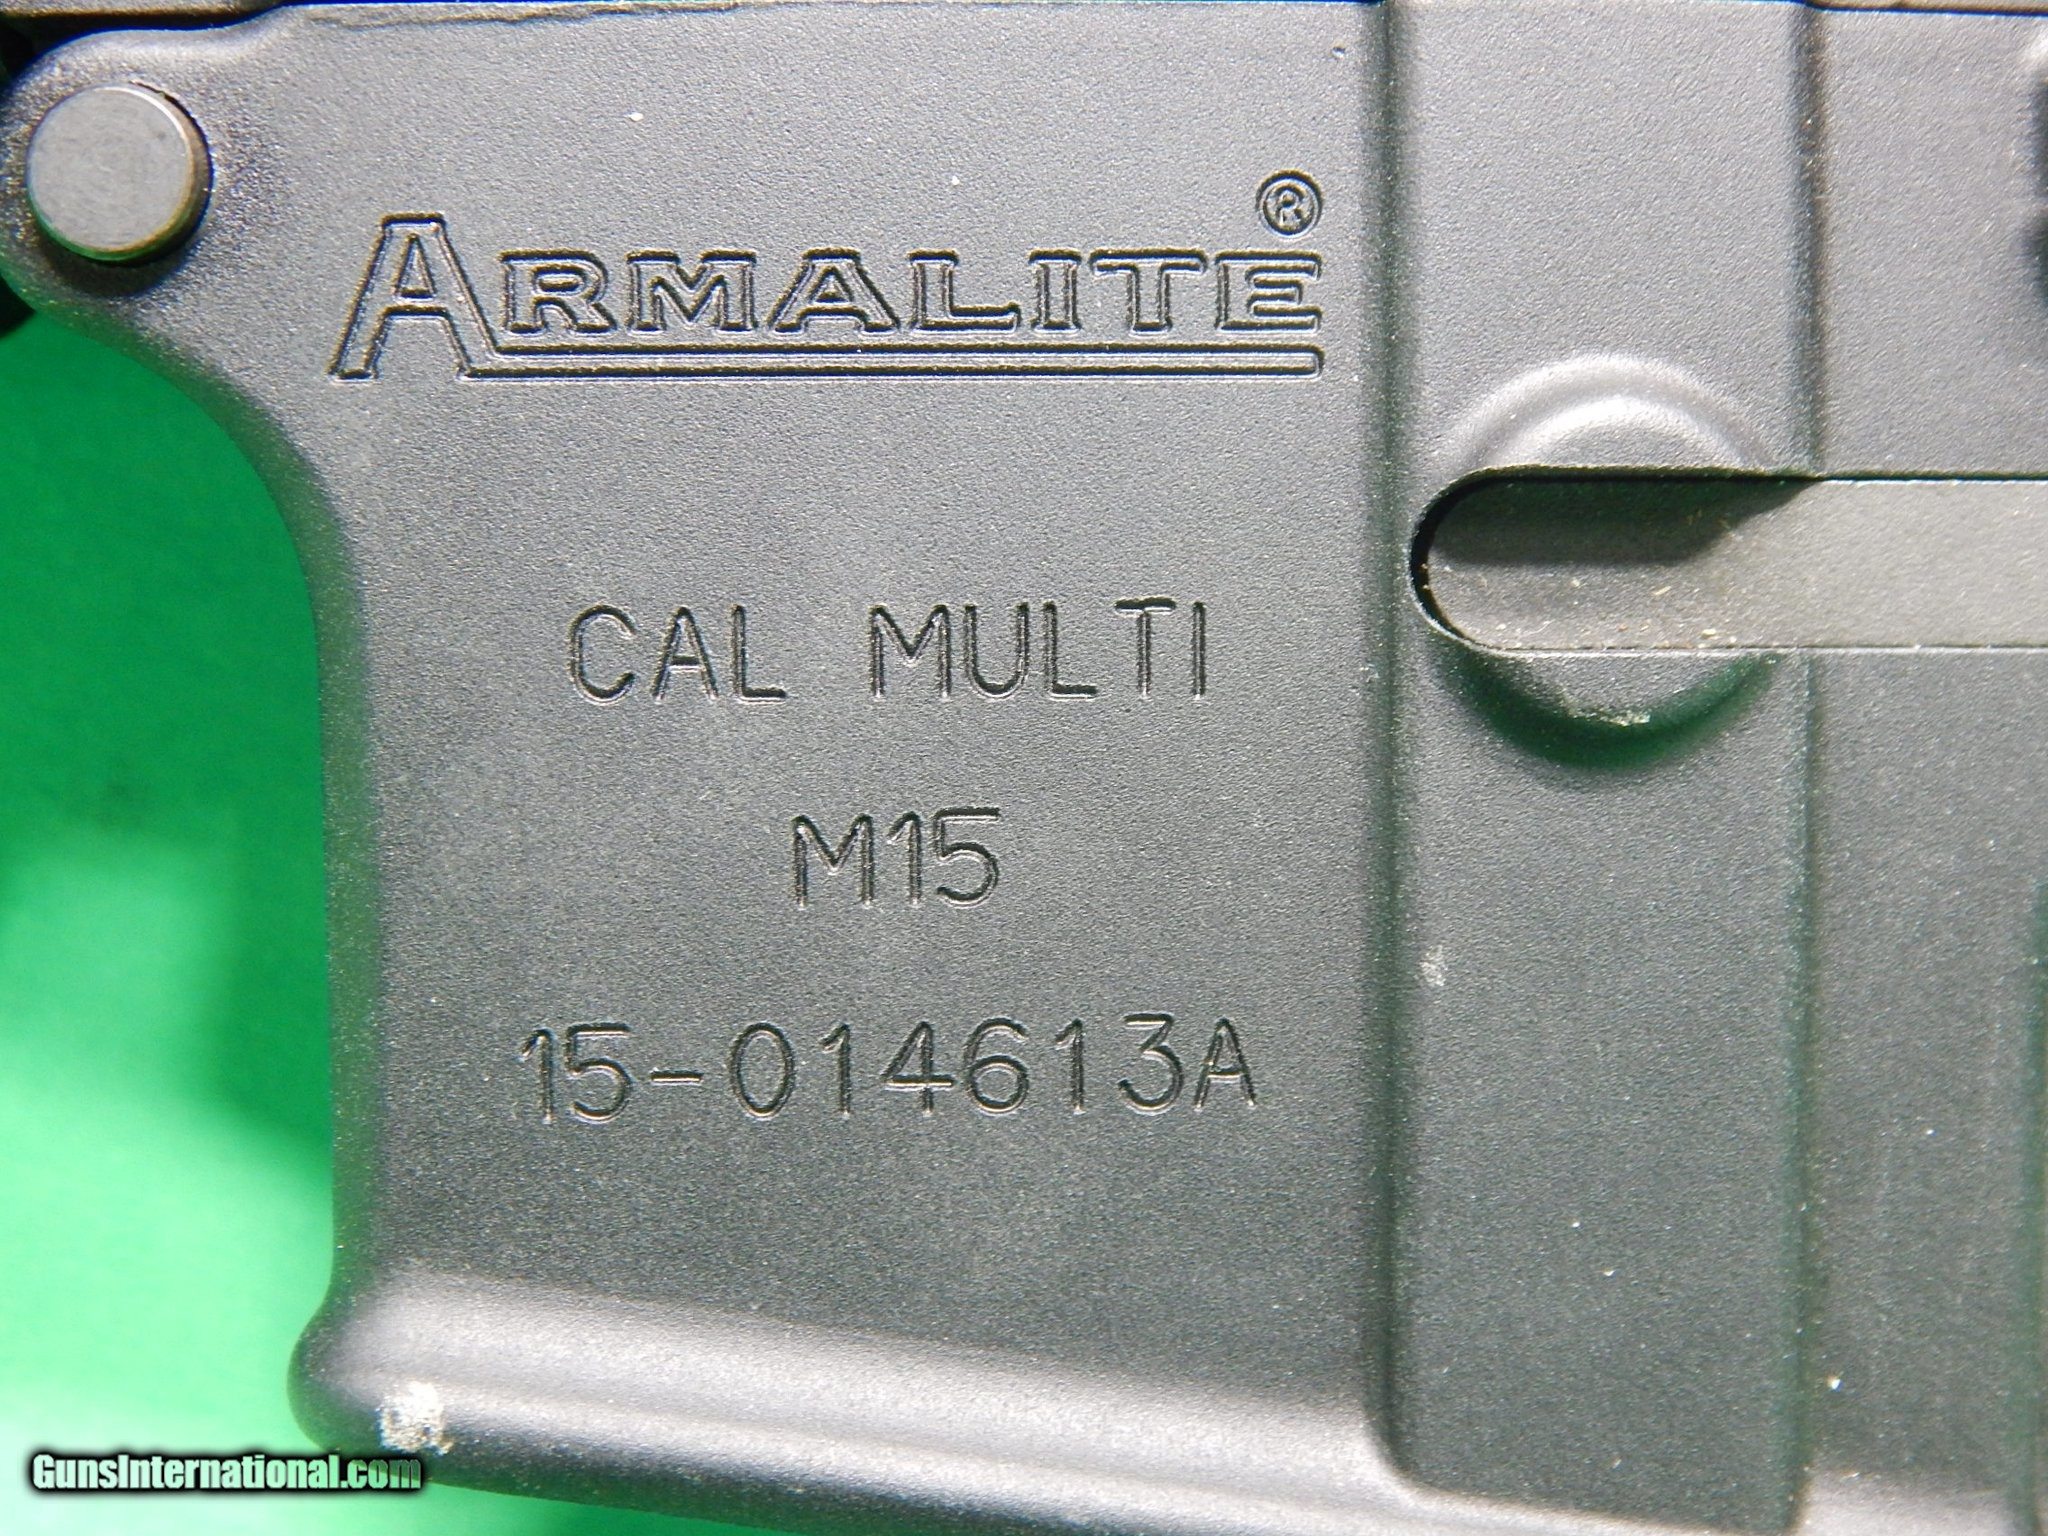 ARMALITE®
CAL MULTI
M15
15-014613A
GunsInternational.com